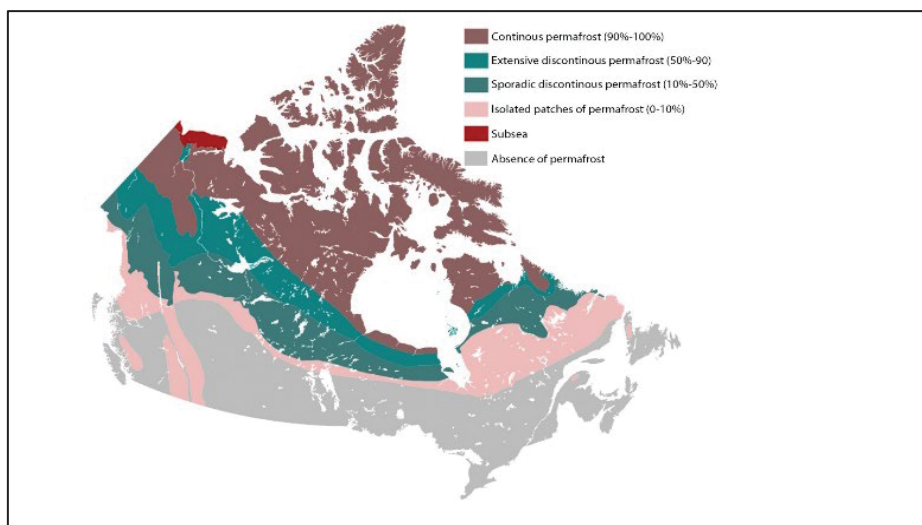 Continous permafrost (90%-100%)
Extensive discontinous permafrost (50%-90)
Sporadic discontinous permafrost (10%-50%)
Isolated patches of permafrost (0-10%)
Subsea
Absence of permafrost